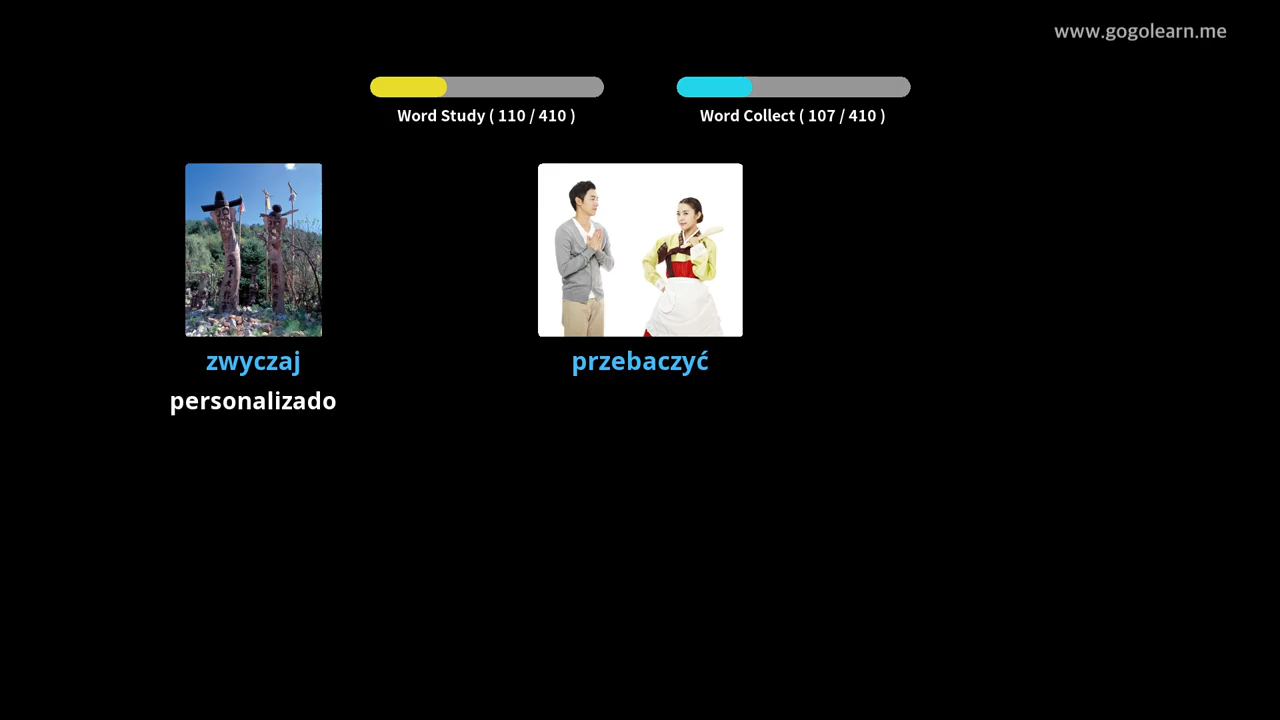 www.gogolearn.me
Word Study ( 110 / 410 )
Word Collect ( 107 / 410 )
zwyczaj
przebaczyć
personalizado